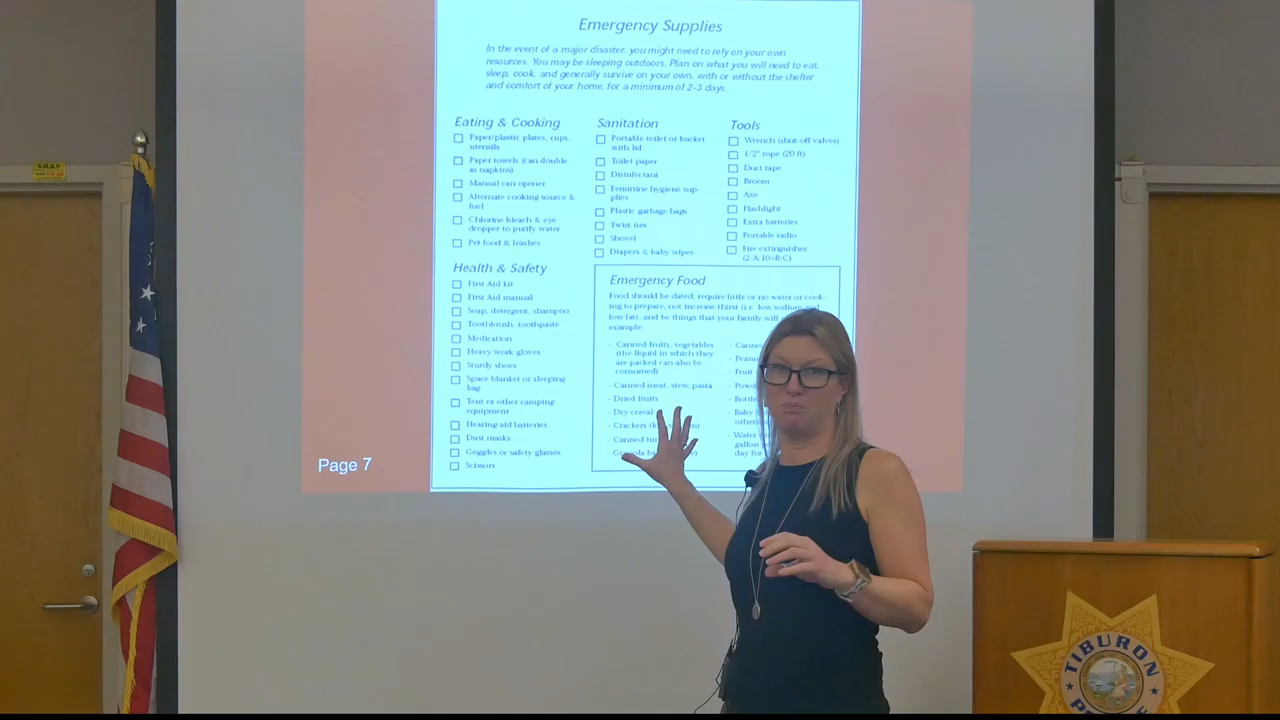 Emergency Supplies
In the event of a major disaster, you might need to rely on your own
resources. You may be sleeping outdoors. Plan on what you will need to eat,
sleep, cook, and generally survive on your own, with or without the shelter
and comfort of your home, for a minimum of 2-3 days.
Eating & Cooking
Paper/plastic plates, cups,
utensils
Paper towels (can double
as napkins)
Manual can opener
Alternate cooking source &
fuel
Chlorine bleach & eye
dropper to purify water
Pet food & leashes
Health & Safety
First Aid kit
First Aid manual
Soap, detergent, shampoo
Toothbrush, toothpaste
Medication
Heavy work gloves
Sturdy shoes
Space blanket or sleeping
bag
Tent or other camping
equipment
Hearing aid batteries
Dust masks
Goggles or safety glasses
Scissors
Sanitation
Portable toilet or bucket
with lid
Toilet paper
Disinfectant
Feminine hygiene sup-
plies
Plastic garbage bags
Twist ties
Shovel
Diapers & baby wipes
Tools
Wrench (shut-off valves)
1/2" rope (20 ft)
Duct tape
Broom
Axe
Flashlight
Extra batteries
Portable radio
Fire extinguisher
(2-A:10-B:C)
Emergency Food
Food should be dated, require little or no water or cook-
ing to prepare, not increase thirst (i.e. low sodium and
low fat), and be things that your family will
example:
- Canned fruits, vegetables
(the liquid in which they
are packed can also be
consumed)
- Canned meat, stew, pasta
- Dried fruits
- Dry cereal
- Crackers
- Canned
- Fruit
- Baby
- Water
gallon
day for
Page 7
TIBURON